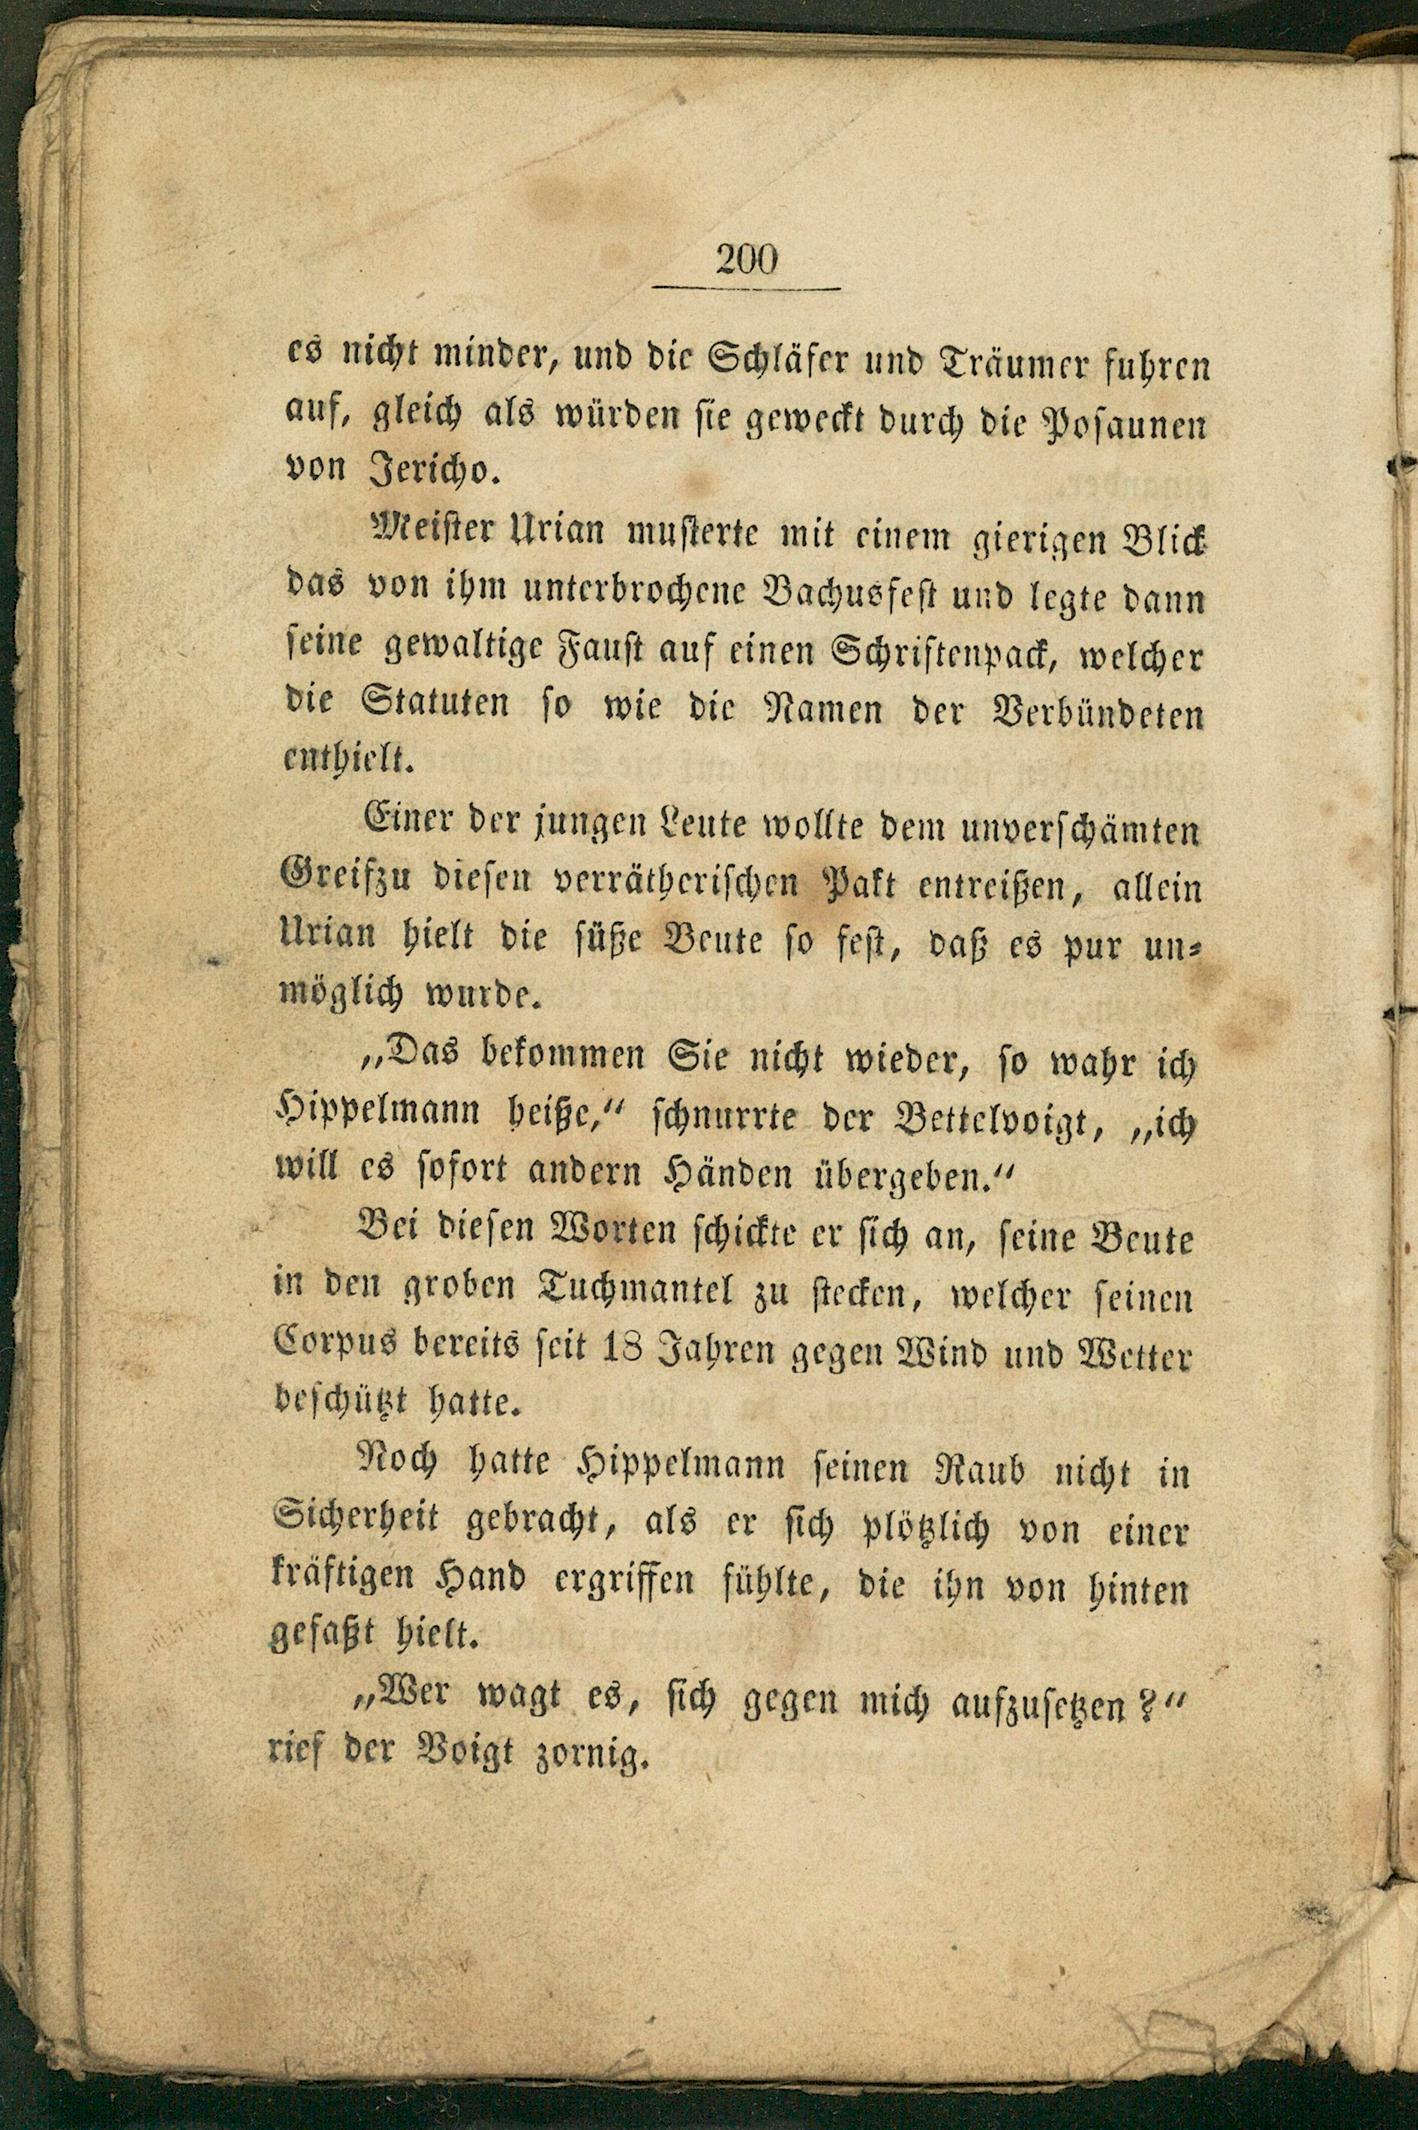 200
es nicht minder, und die Schläfer und Träumer fuhren
auf, gleich als würden sie geweckt durch die Posaunen
von Jericho.
Meister Urian musterte mit einem gierigen Blick
das von ihm unterbrochene Bachusfest und legte dann
seine gewaltige Faust auf einen Schriftenpack, welcher
die Statuten so wie die Namen der Verbündeten
enthielt.
Einer der jungen Leute wollte dem unverschämten
Greifzu diesen verrätherischen Pakt entreißen, allein
Urian hielt die süße Beute so fest, daß es pur un-
möglich wurde.
„Das bekommen Sie nicht wieder, so wahr ich
Hippelmann heiße,“ schnurrte der Bettelvoigt, „ich
will es sofort andern Händen übergeben.“
Bei diesen Worten schickte er sich an, seine Beute
in den groben Tuchmantel zu stecken, welcher seinen
Corpus bereits seit 18 Jahren gegen Wind und Wetter
beschützt hatte.
Noch hatte Hippelmann seinen Raub nicht in
Sicherheit gebracht, als er sich plötzlich von einer
kräftigen Hand ergriffen fühlte, die ihn von hinten
gefaßt hielt.
„Wer wagt es, sich gegen mich aufzusetzen?“
rief der Voigt zornig.